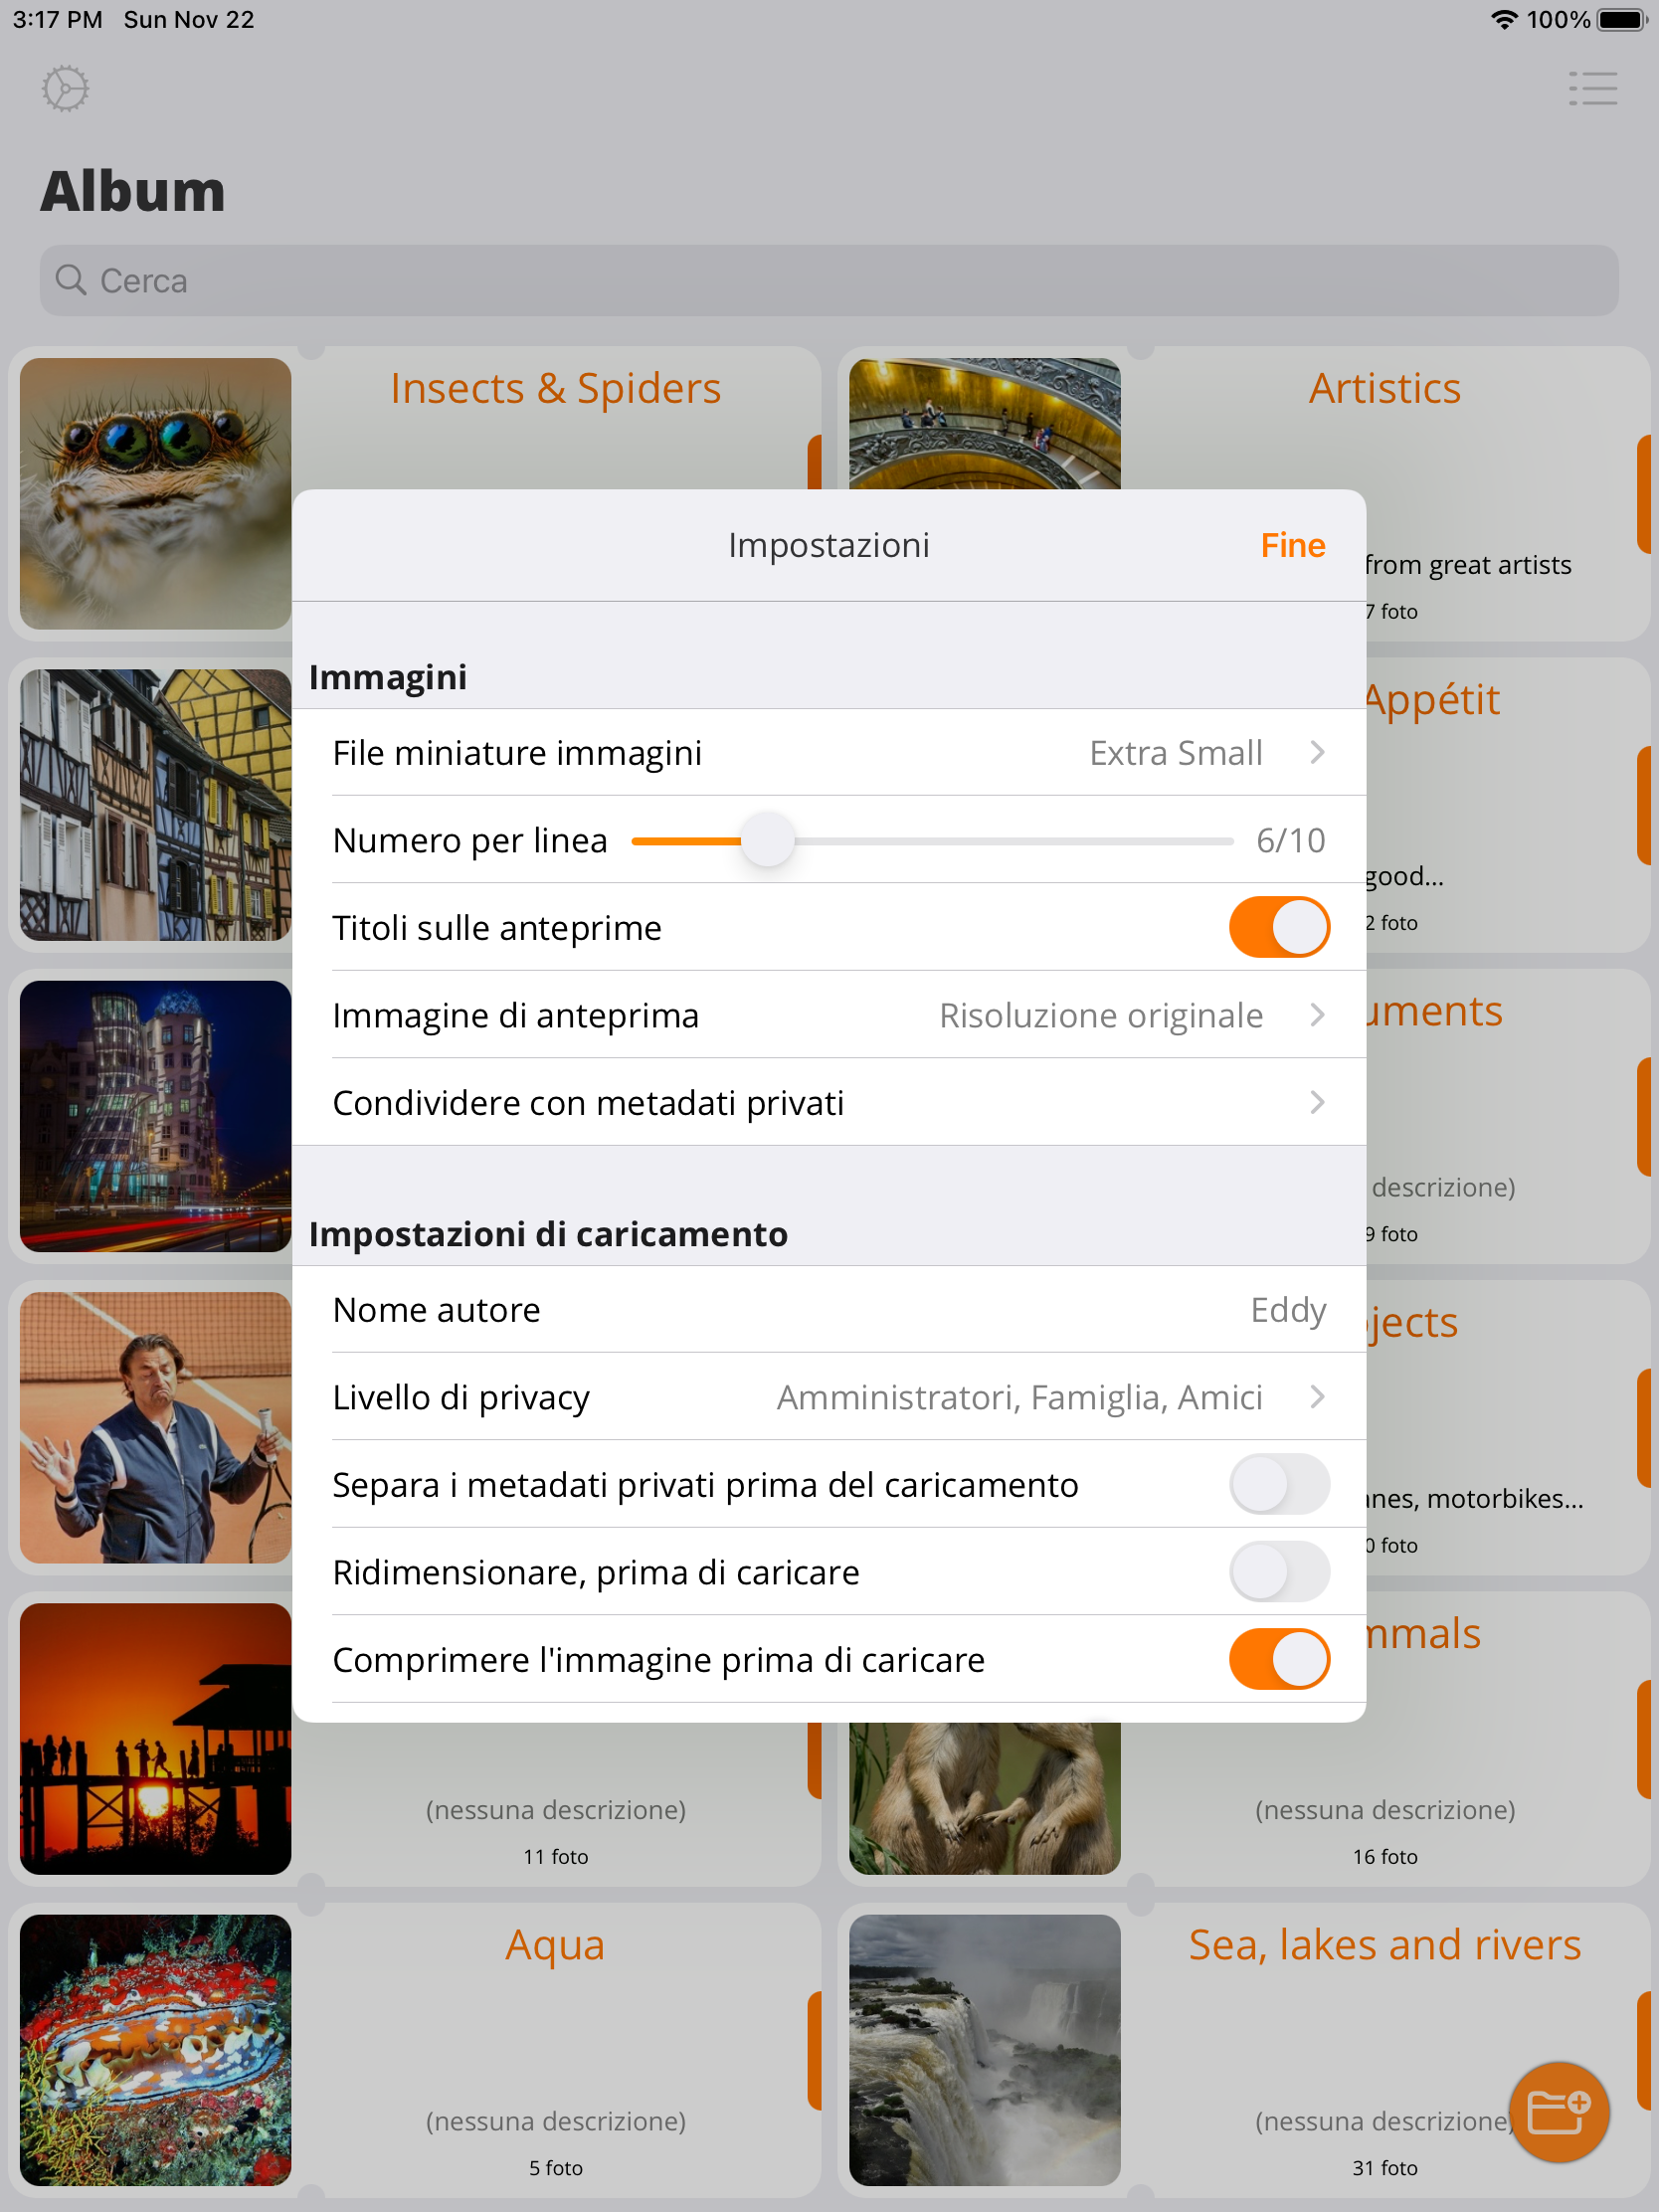 3:17 PM Sun Nov 22 100%
Album
Cerca
Insects & Spiders
Artistics
from great artists
7 foto
Appétit
good...
2 foto
descrizione)
9 foto
anes, motorbikes...
0 foto
Impostazioni
Fine
Immagini
File miniature immagini Extra Small
Numero per linea 6/10
Titoli sulle anteprime
Immagine di anteprima Risoluzione originale
Condividere con metadati privati
Impostazioni di caricamento
Nome autore Eddy
Livello di privacy Amministratori, Famiglia, Amici
Separa i metadati privati prima del caricamento
Ridimensionare, prima di caricare
Comprimere l'immagine prima di caricare
(nessuna descrizione)
11 foto
(nessuna descrizione)
16 foto
Aqua
(nessuna descrizione)
5 foto
Sea, lakes and rivers
(nessuna descrizione)
31 foto